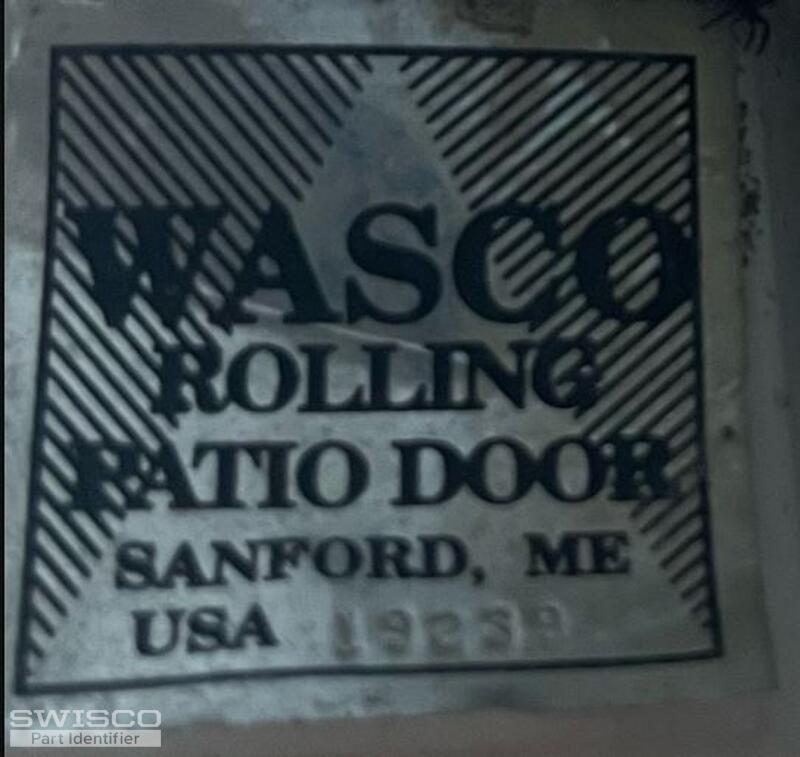 WASCO
ROLLING
PATIO DOOR
SANFORD, ME
USA
SWISCO
Part Identifier